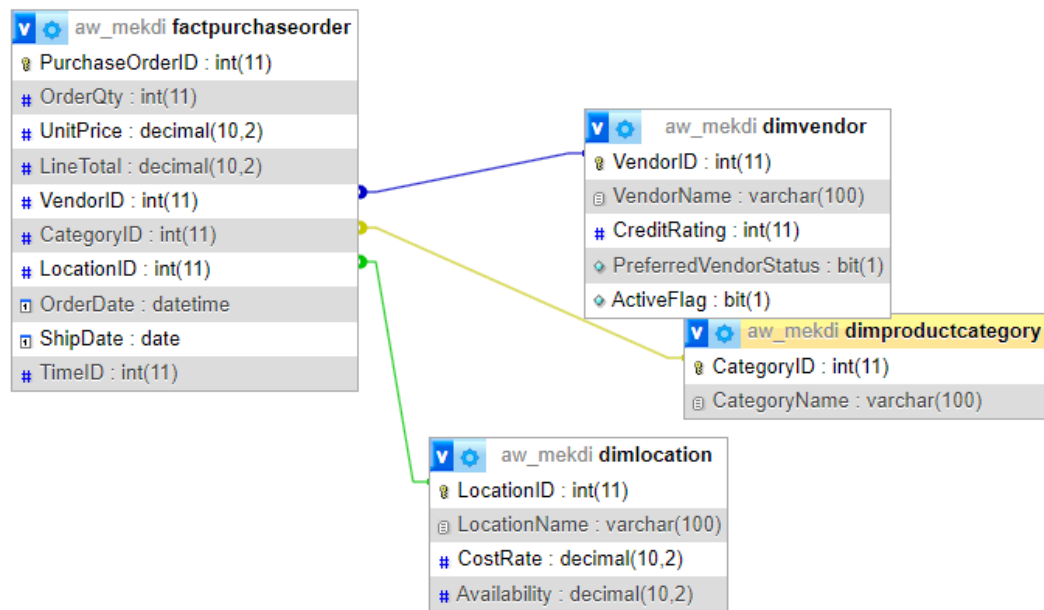 aw_mekdi factpurchaseorder
PurchaseOrderID : int(11)
OrderQty : int(11)
UnitPrice : decimal(10,2)
LineTotal : decimal(10,2)
VendorID : int(11)
CategoryID : int(11)
LocationID : int(11)
OrderDate : datetime
ShipDate : date
TimeID : int(11)
aw_mekdi dimvendor
VendorID : int(11)
VendorName : varchar(100)
CreditRating : int(11)
PreferredVendorStatus : bit(1)
ActiveFlag : bit(1)
aw_mekdi dimproductcategory
CategoryID : int(11)
CategoryName : varchar(100)
aw_mekdi dimlocation
LocationID : int(11)
LocationName : varchar(100)
CostRate : decimal(10,2)
Availability : decimal(10,2)